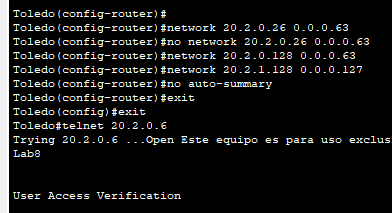 Toledo(config-router)#
Toledo(config-router)#network 20.2.0.26 0.0.0.63
Toledo(config-router)#no network 20.2.0.26 0.0.0.63
Toledo(config-router)#network 20.2.0.128 0.0.0.63
Toledo(config-router)#network 20.2.1.128 0.0.0.127
Toledo(config-router)#no auto-summary
Toledo(config-router)#exit
Toledo(config)#exit
Toledo#telnet 20.2.0.6
Trying 20.2.0.6 ...Open Este equipo es para uso exclus
Lab8
User Access Verification